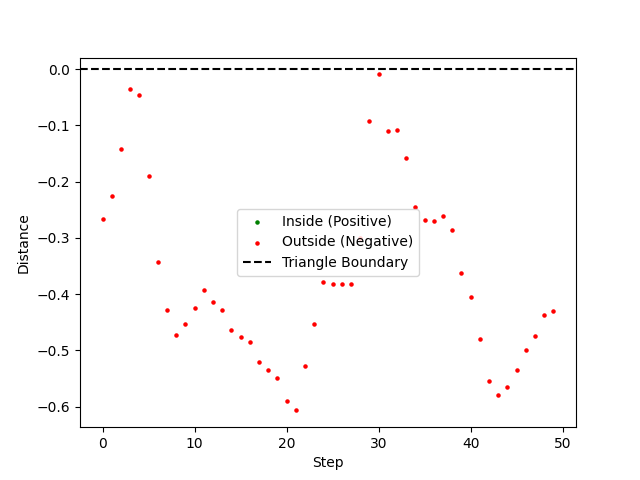 0.0
−0.1
−0.2
−0.3
−0.4
−0.5
−0.6
Distance
Inside (Positive)
Outside (Negative)
Triangle Boundary
0 10 20 30 40 50
Step